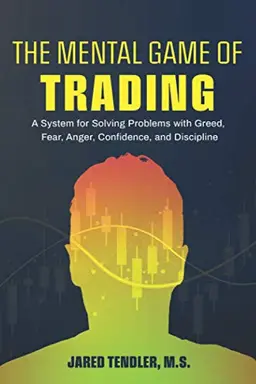 THE MENTAL GAME OF
TRADING
A System for Solving Problems with Greed,
Fear, Anger, Confidence, and Discipline
JARED TENDLER, M.S.